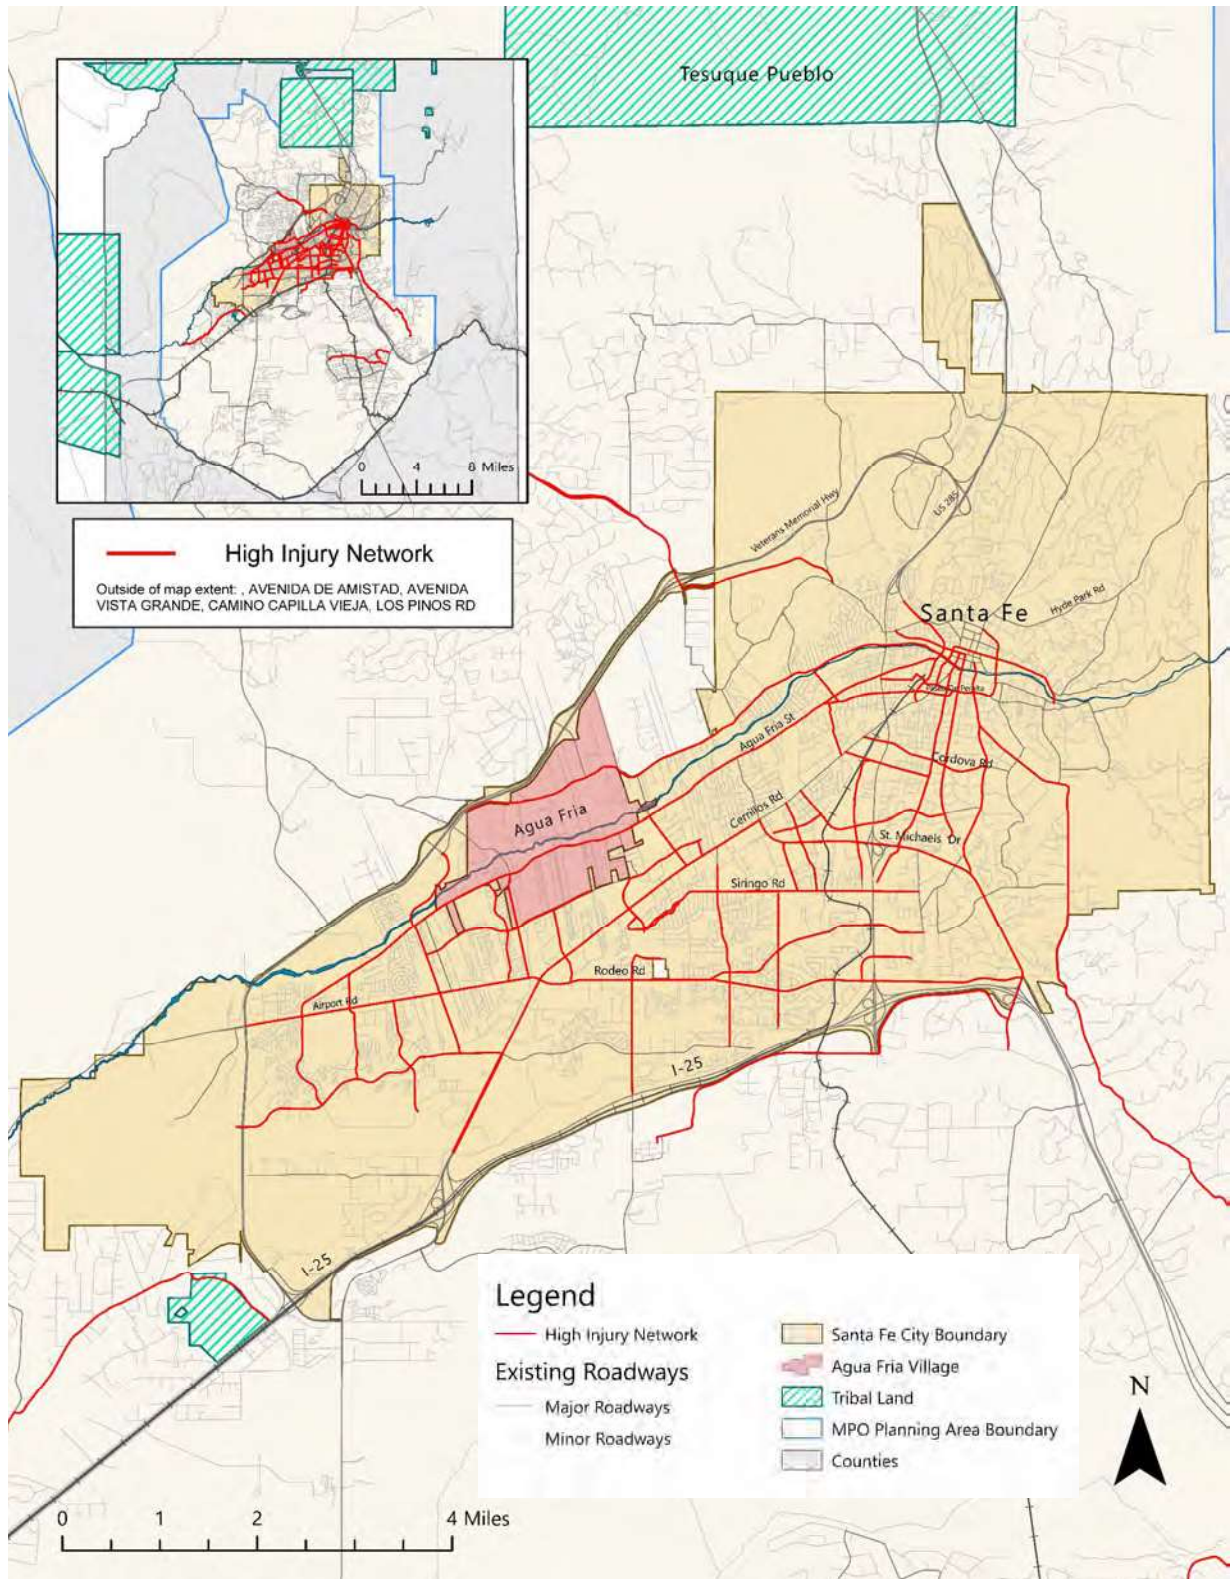 Tesuque Pueblo
0 4 8 Miles
High Injury Network
Outside of map extent: , AVENIDA DE AMISTAD, AVENIDA
VISTA GRANDE, CAMINO CAPILLA VIEJA, LOS PINOS RD
Veterans Memorial Hwy
US 285
Hyde Park Rd
Santa Fe
Agua Fria St
Cordova Rd
Agua Fria
Cerrillos Rd
St. Michaels Dr
Siringo Rd
Rodeo Rd
Airport Rd
I-25
I-25
Legend
High Injury Network
Existing Roadways
Major Roadways
Minor Roadways
Santa Fe City Boundary
Agua Fria Village
Tribal Land
MPO Planning Area Boundary
Counties
N
0 2 4 Miles